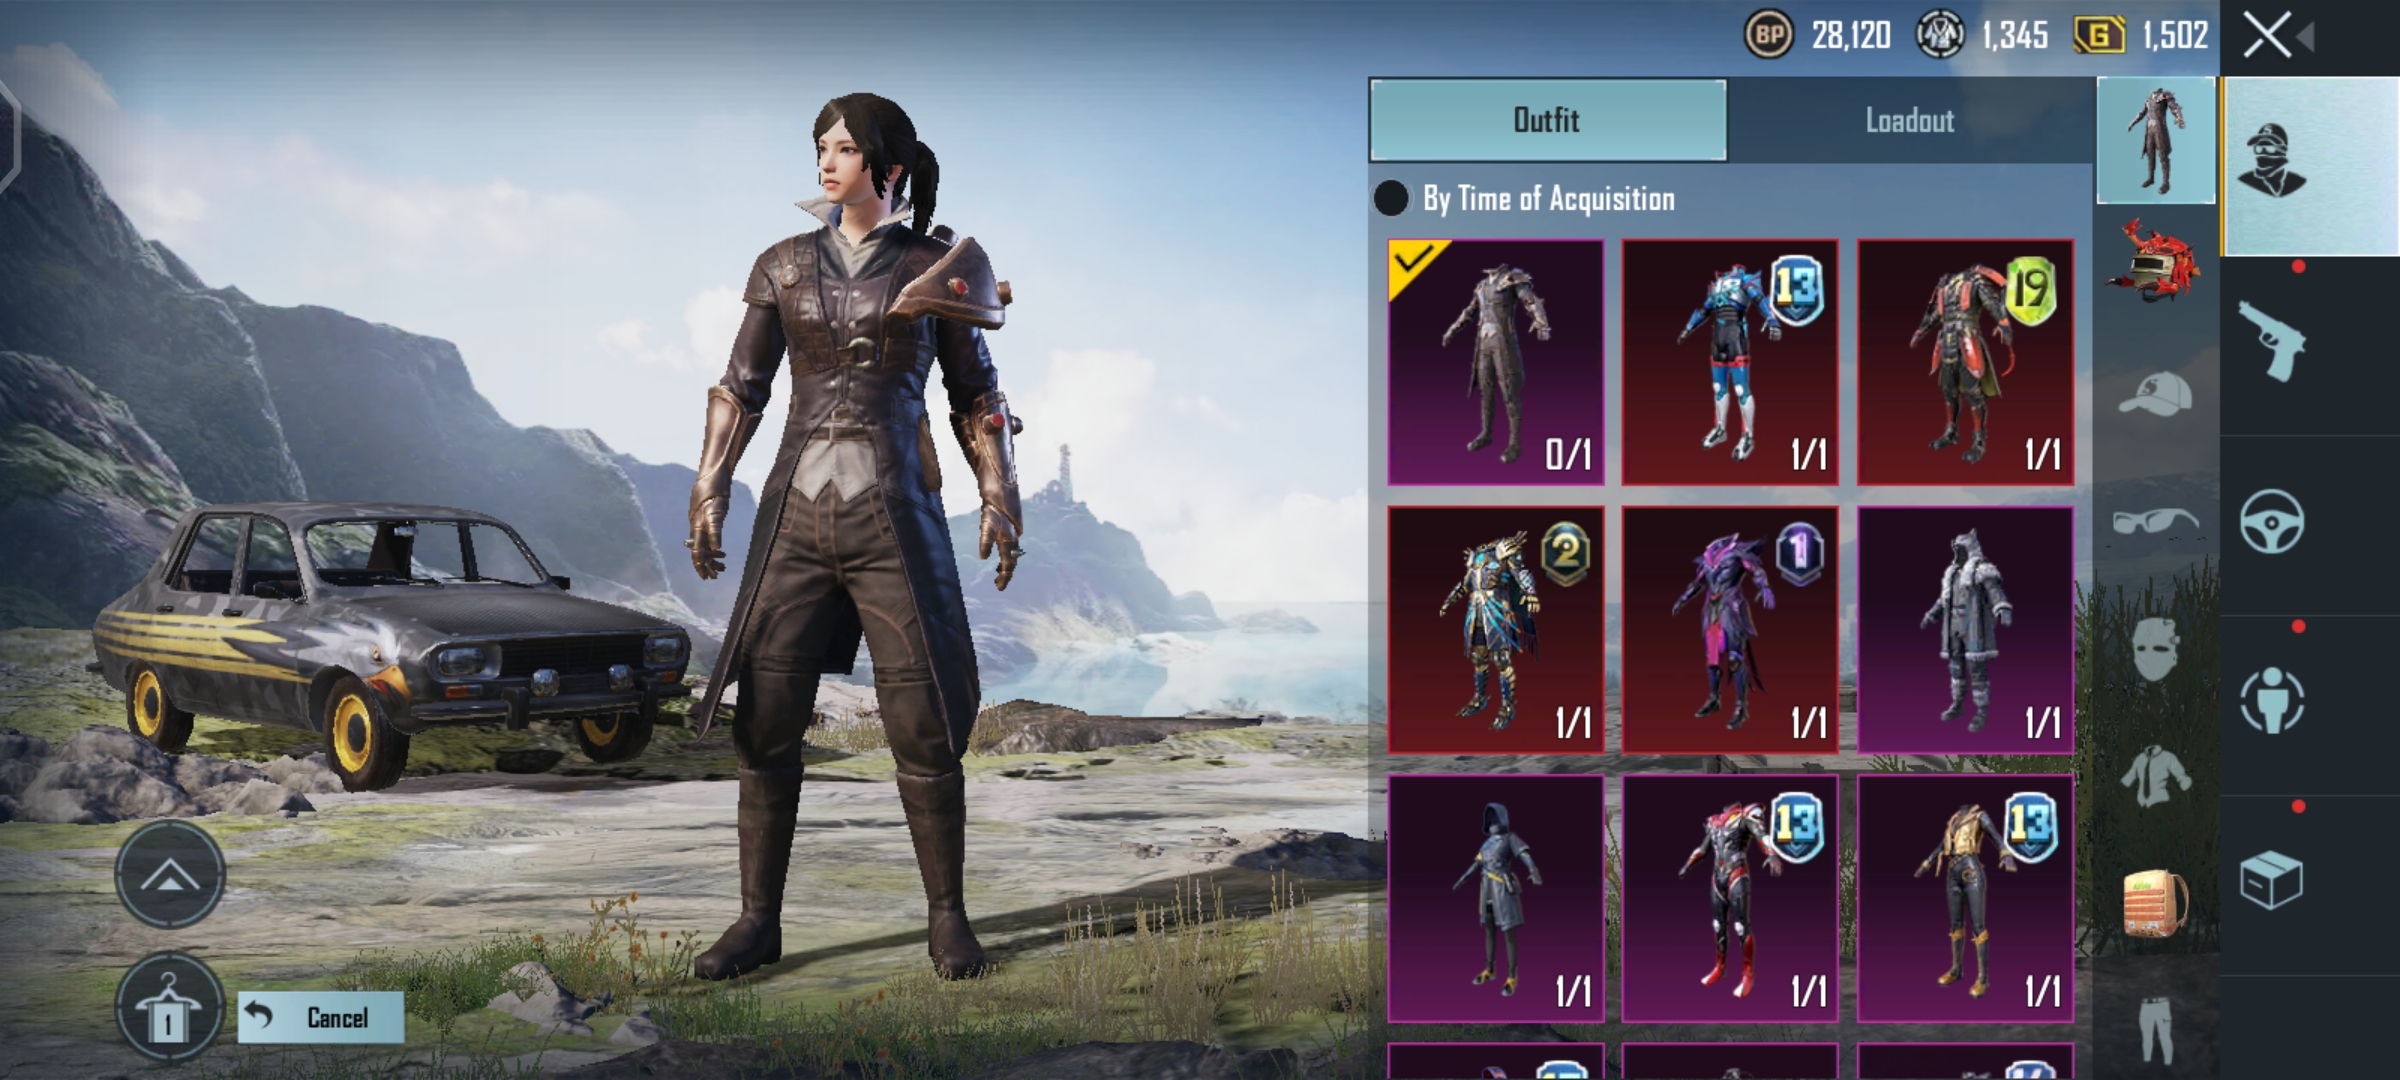 BP 28,120 1,345 G 1,502
Outfit Loadout
By Time of Acquisition
13 19
0/1 1/1 1/1
2 1
1/1 1/1 1/1
13 13
1/1 1/1 1/1
1 Cancel